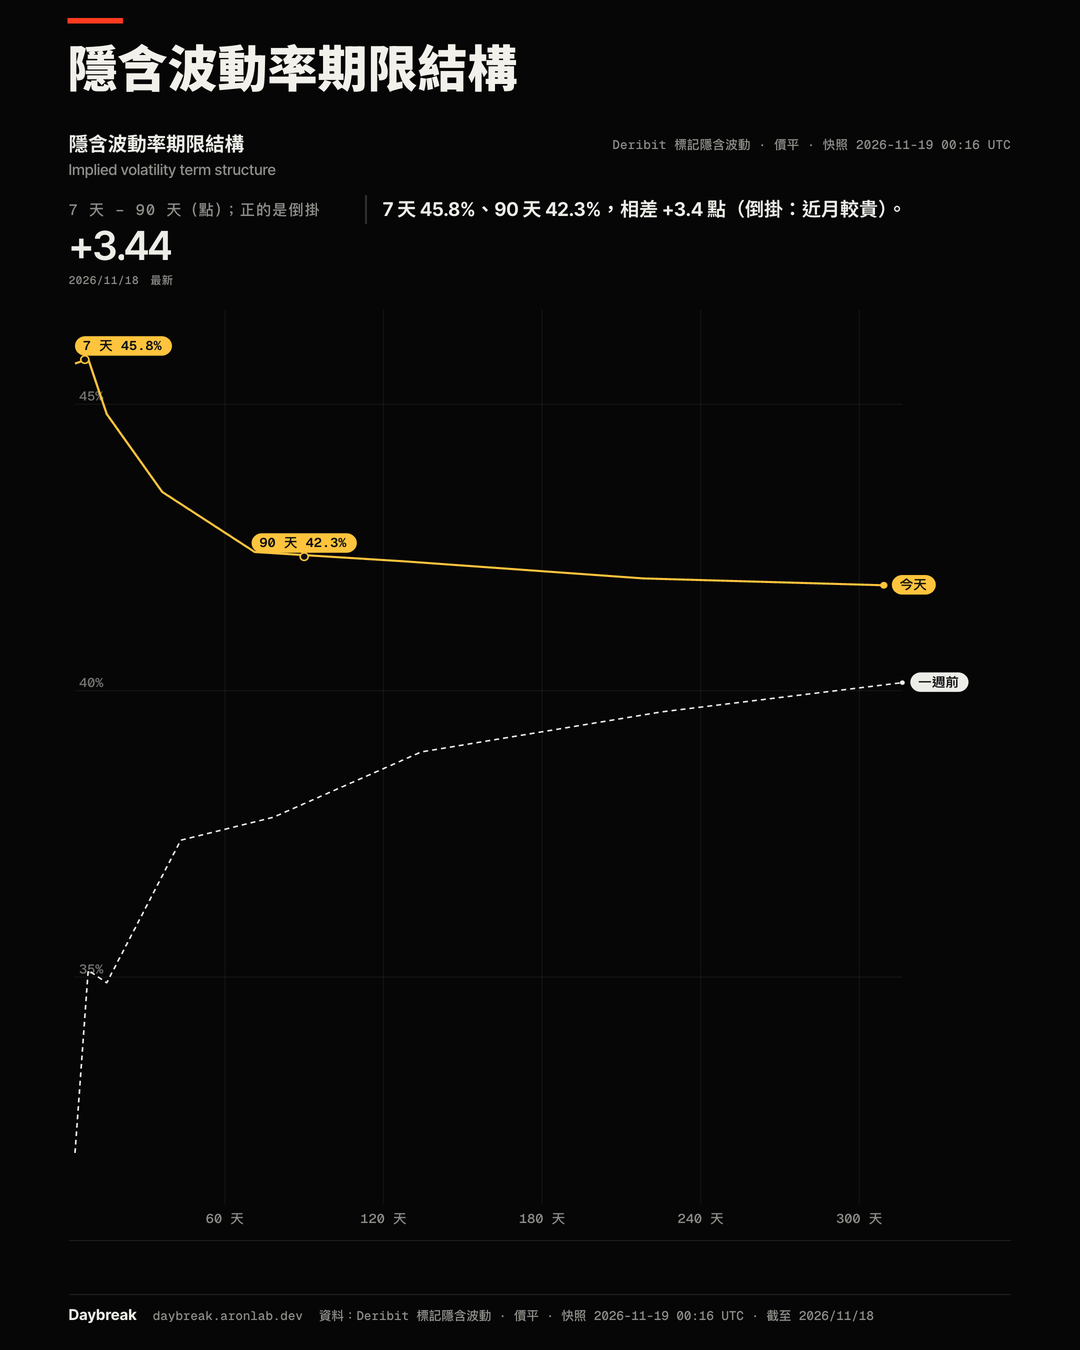 隱含波動率期限結構
隱含波動率期限結構
Deribit 標記隱含波動 · 價平 · 快照 2026-11-19 00:16 UTC
Implied volatility term structure
7 天 – 90 天 (點)；正的是倒掛
7 天 45.8%、90 天 42.3%，相差 +3.4 點（倒掛：近月較貴）。
+3.44
2026/11/18 最新
7 天 45.8%
45%
90 天 42.3%
今天
40%
一週前
35%
60 天
120 天
180 天
240 天
300 天
Daybreak daybreak.aronlab.dev 資料：Deribit 標記隱含波動 · 價平 · 快照 2026-11-19 00:16 UTC · 截至 2026/11/18